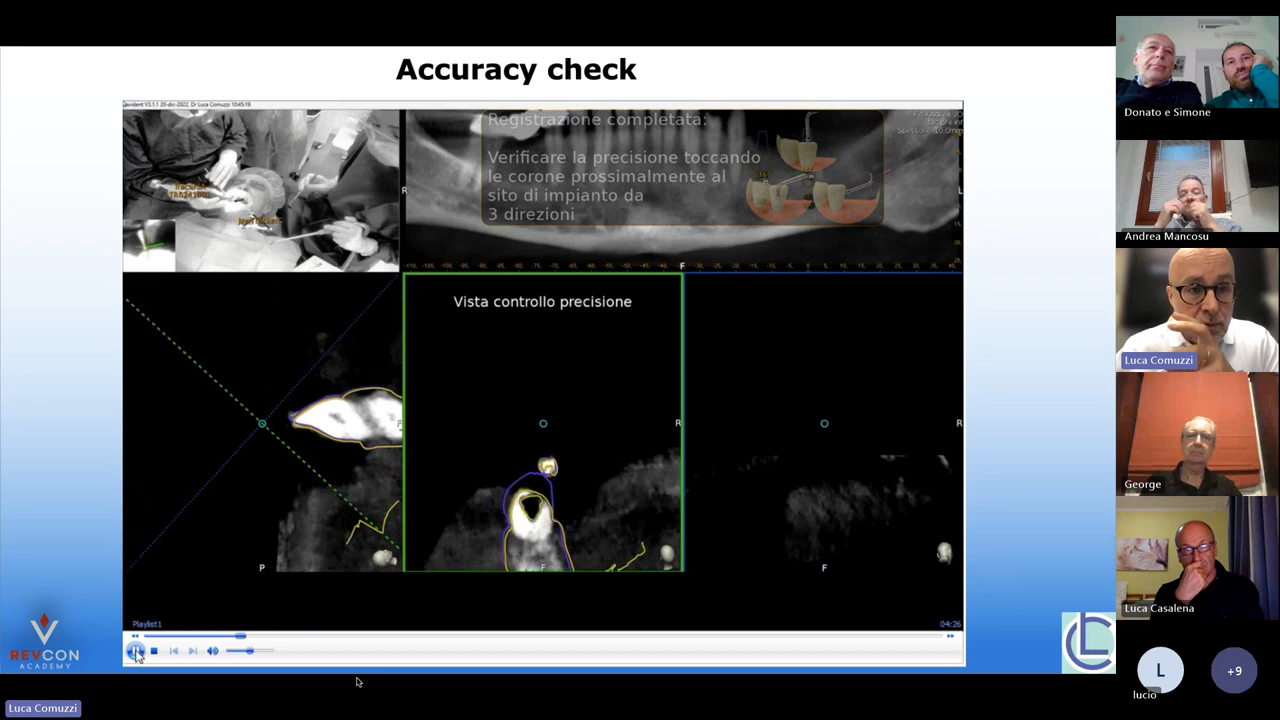 Accuracy check
Registrazione completata:
Verificare la precisione toccando
le corone prossimalmente al
sito di impianto da
3 direzioni
R
L
F
Vista controllo precisione
R
R
P
F
F
Playlist1
04:26
REVCON
ACADEMY
Luca Comuzzi
Donato e Simone
Andrea Mancosu
Luca Comuzzi
George
Luca Casalena
L
lucio
+9